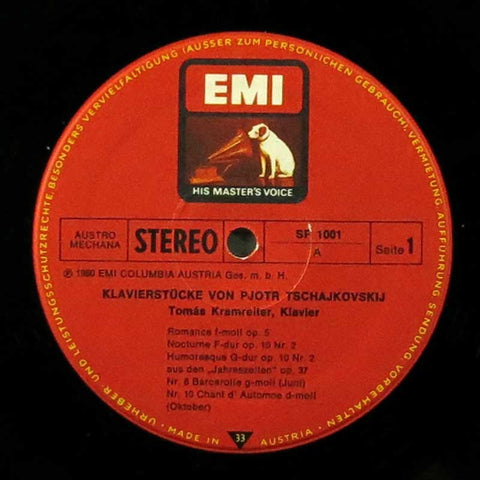 URHEBER- UND LEISTUNGSSCHUTZRECHTE, BESONDERS VERVIELFÄLTIGUNG (AUSSER ZUM PERSÖNLICHEN GEBRAUCH), VERMIETUNG, AUFFÜHRUNG, SENDUNG VORBEHALTEN •
EMI
HIS MASTER'S VOICE
AUSTRO
MECHANA
STEREO
SP 1001
A
Seite 1
℗ 1980 EMI COLUMBIA AUSTRIA Ges. m. b. H.
KLAVIERSTÜCKE VON PJOTR TSCHAJKOVSKIJ
Tomás Kramreiter, Klavier
Romance f-moll op. 5
Nocturne F-dur op. 10 Nr. 2
Humoresque G-dur op. 10 Nr. 2
aus den „Jahreszeiten" op. 37
Nr. 6 Barcarolle g-moll (Juni)
Nr. 10 Chant d' Automne d-moll
(Oktober)
MADE IN
33
AUSTRIA